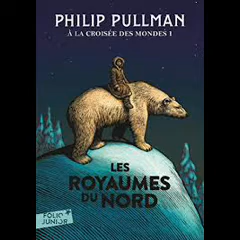 PHILIP PULLMAN
À LA CROISÉE DES MONDES 1
LES
ROYAUMES
DU NORD
FOLIO
JUNIOR